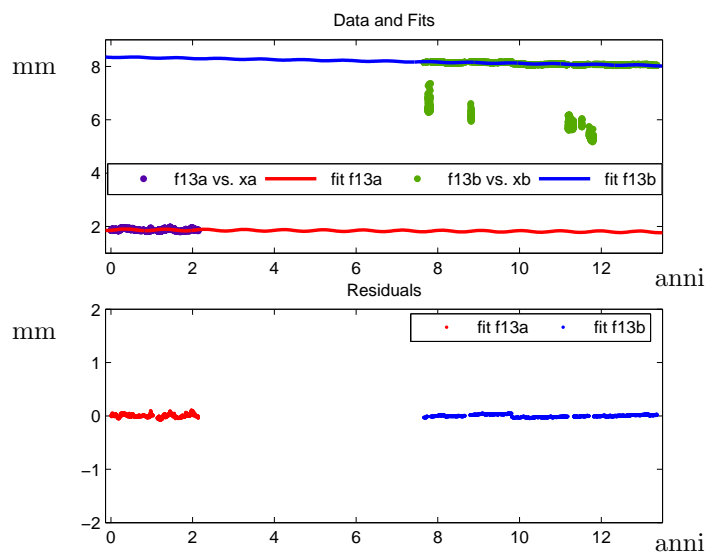 Data and Fits
mm
8
6
4
f13a vs. xa fit f13a f13b vs. xb fit f13b
2
0 2 4 6 8 10 12
anni
Residuals
mm
2
fit f13a fit f13b
1
0
−1
−2
0 2 4 6 8 10 12
anni